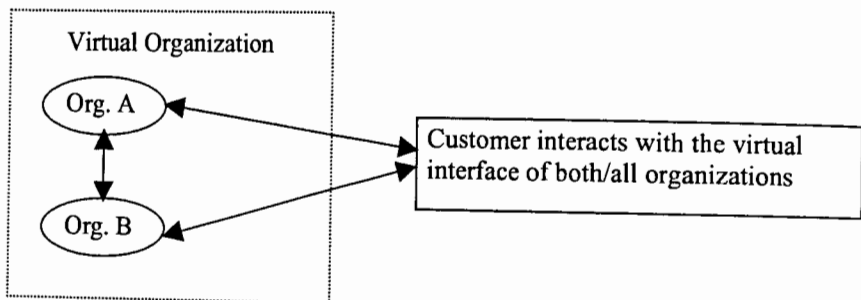 Virtual Organization
Org. A
Customer interacts with the virtual
interface of both/all organizations
Org. B